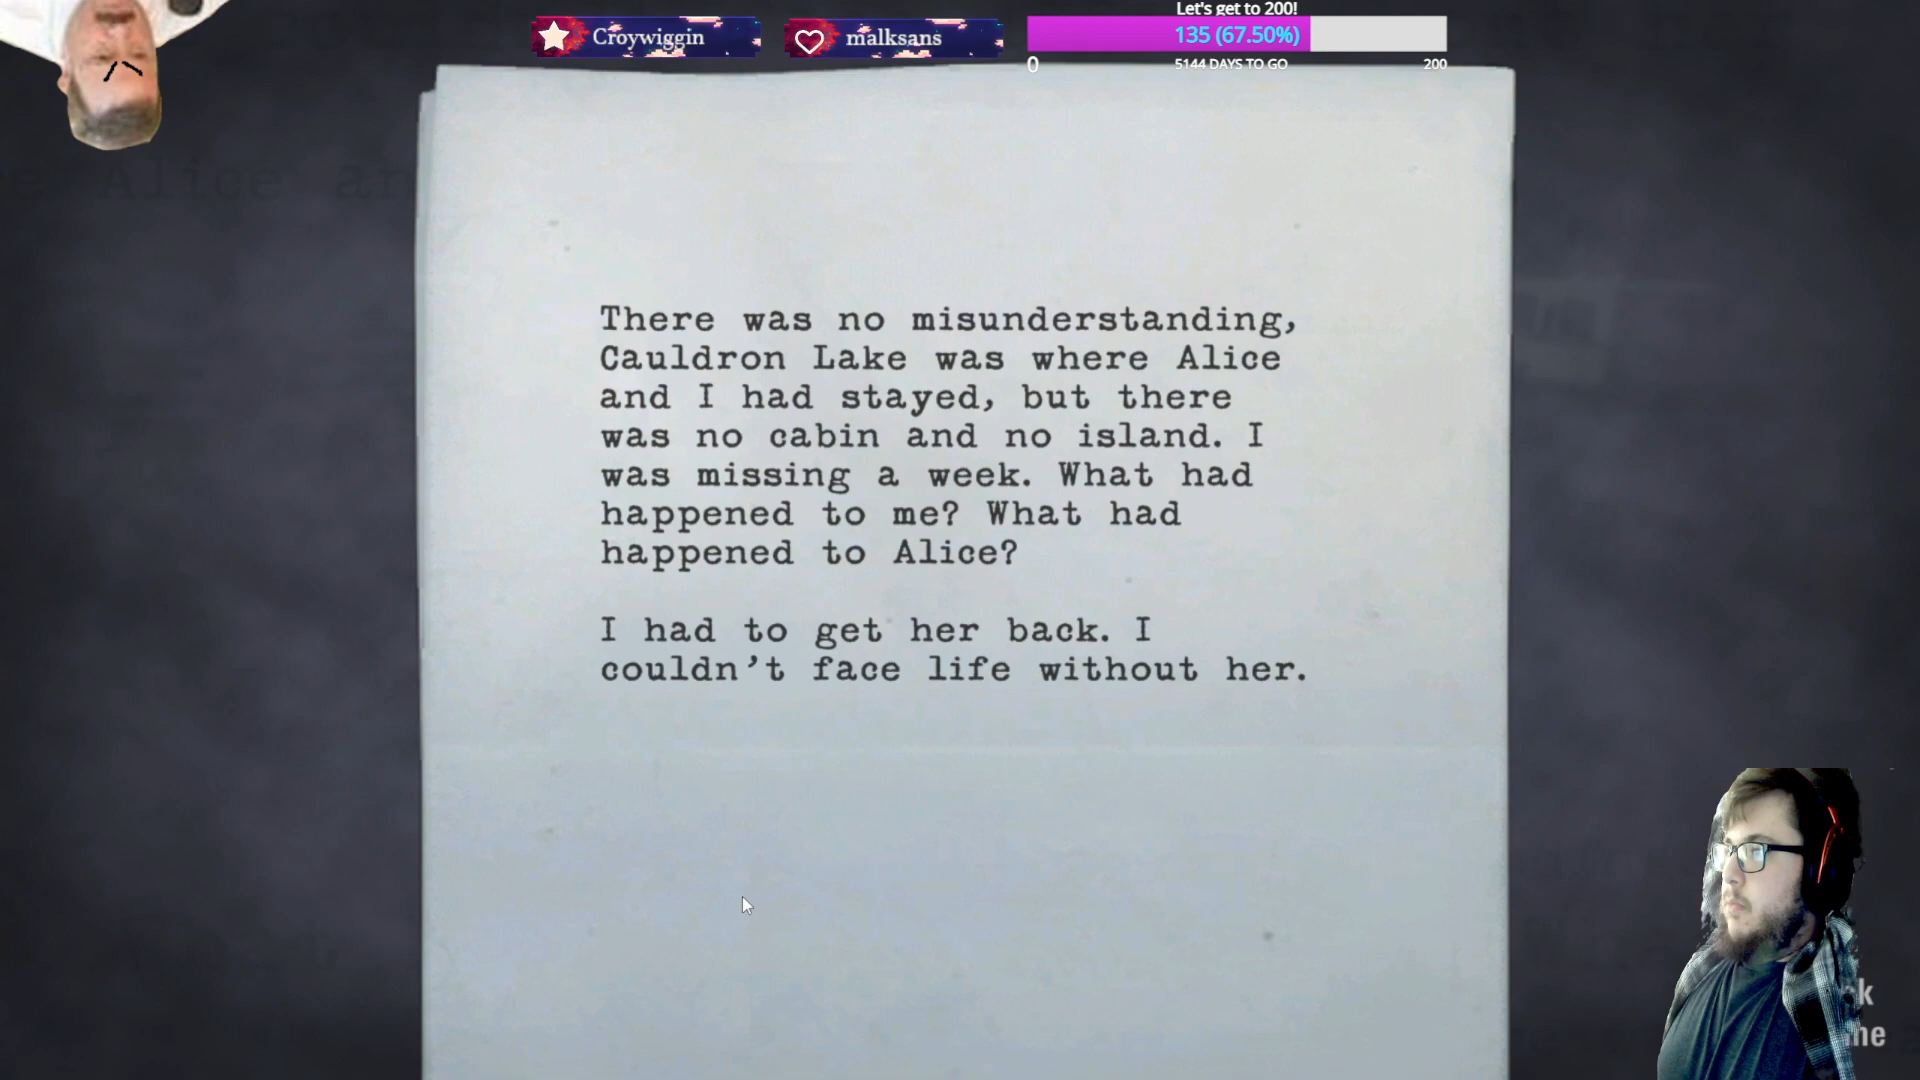 Let's get to 200!
Croywiggin
malksans
135 (67.50%)
0
5144 DAYS TO GO
200
Alice an
There was no misunderstanding,
Cauldron Lake was where Alice
and I had stayed, but there
was no cabin and no island. I
was missing a week. What had
happened to me? What had
happened to Alice?
I had to get her back. I
couldn't face life without her.